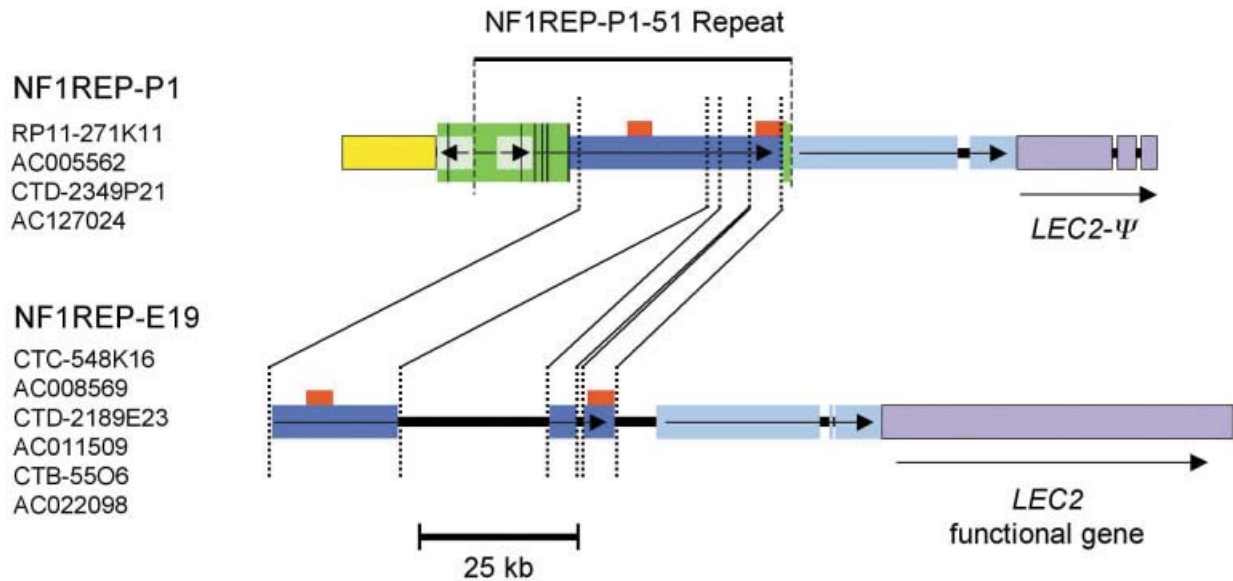 NF1REP-P1-51 Repeat
NF1REP-P1
RP11-271K11
AC005562
CTD-2349P21
AC127024
LEC2-Ψ
NF1REP-E19
CTC-548K16
AC008569
CTD-2189E23
AC011509
CTB-55O6
AC022098
LEC2
functional gene
25 kb